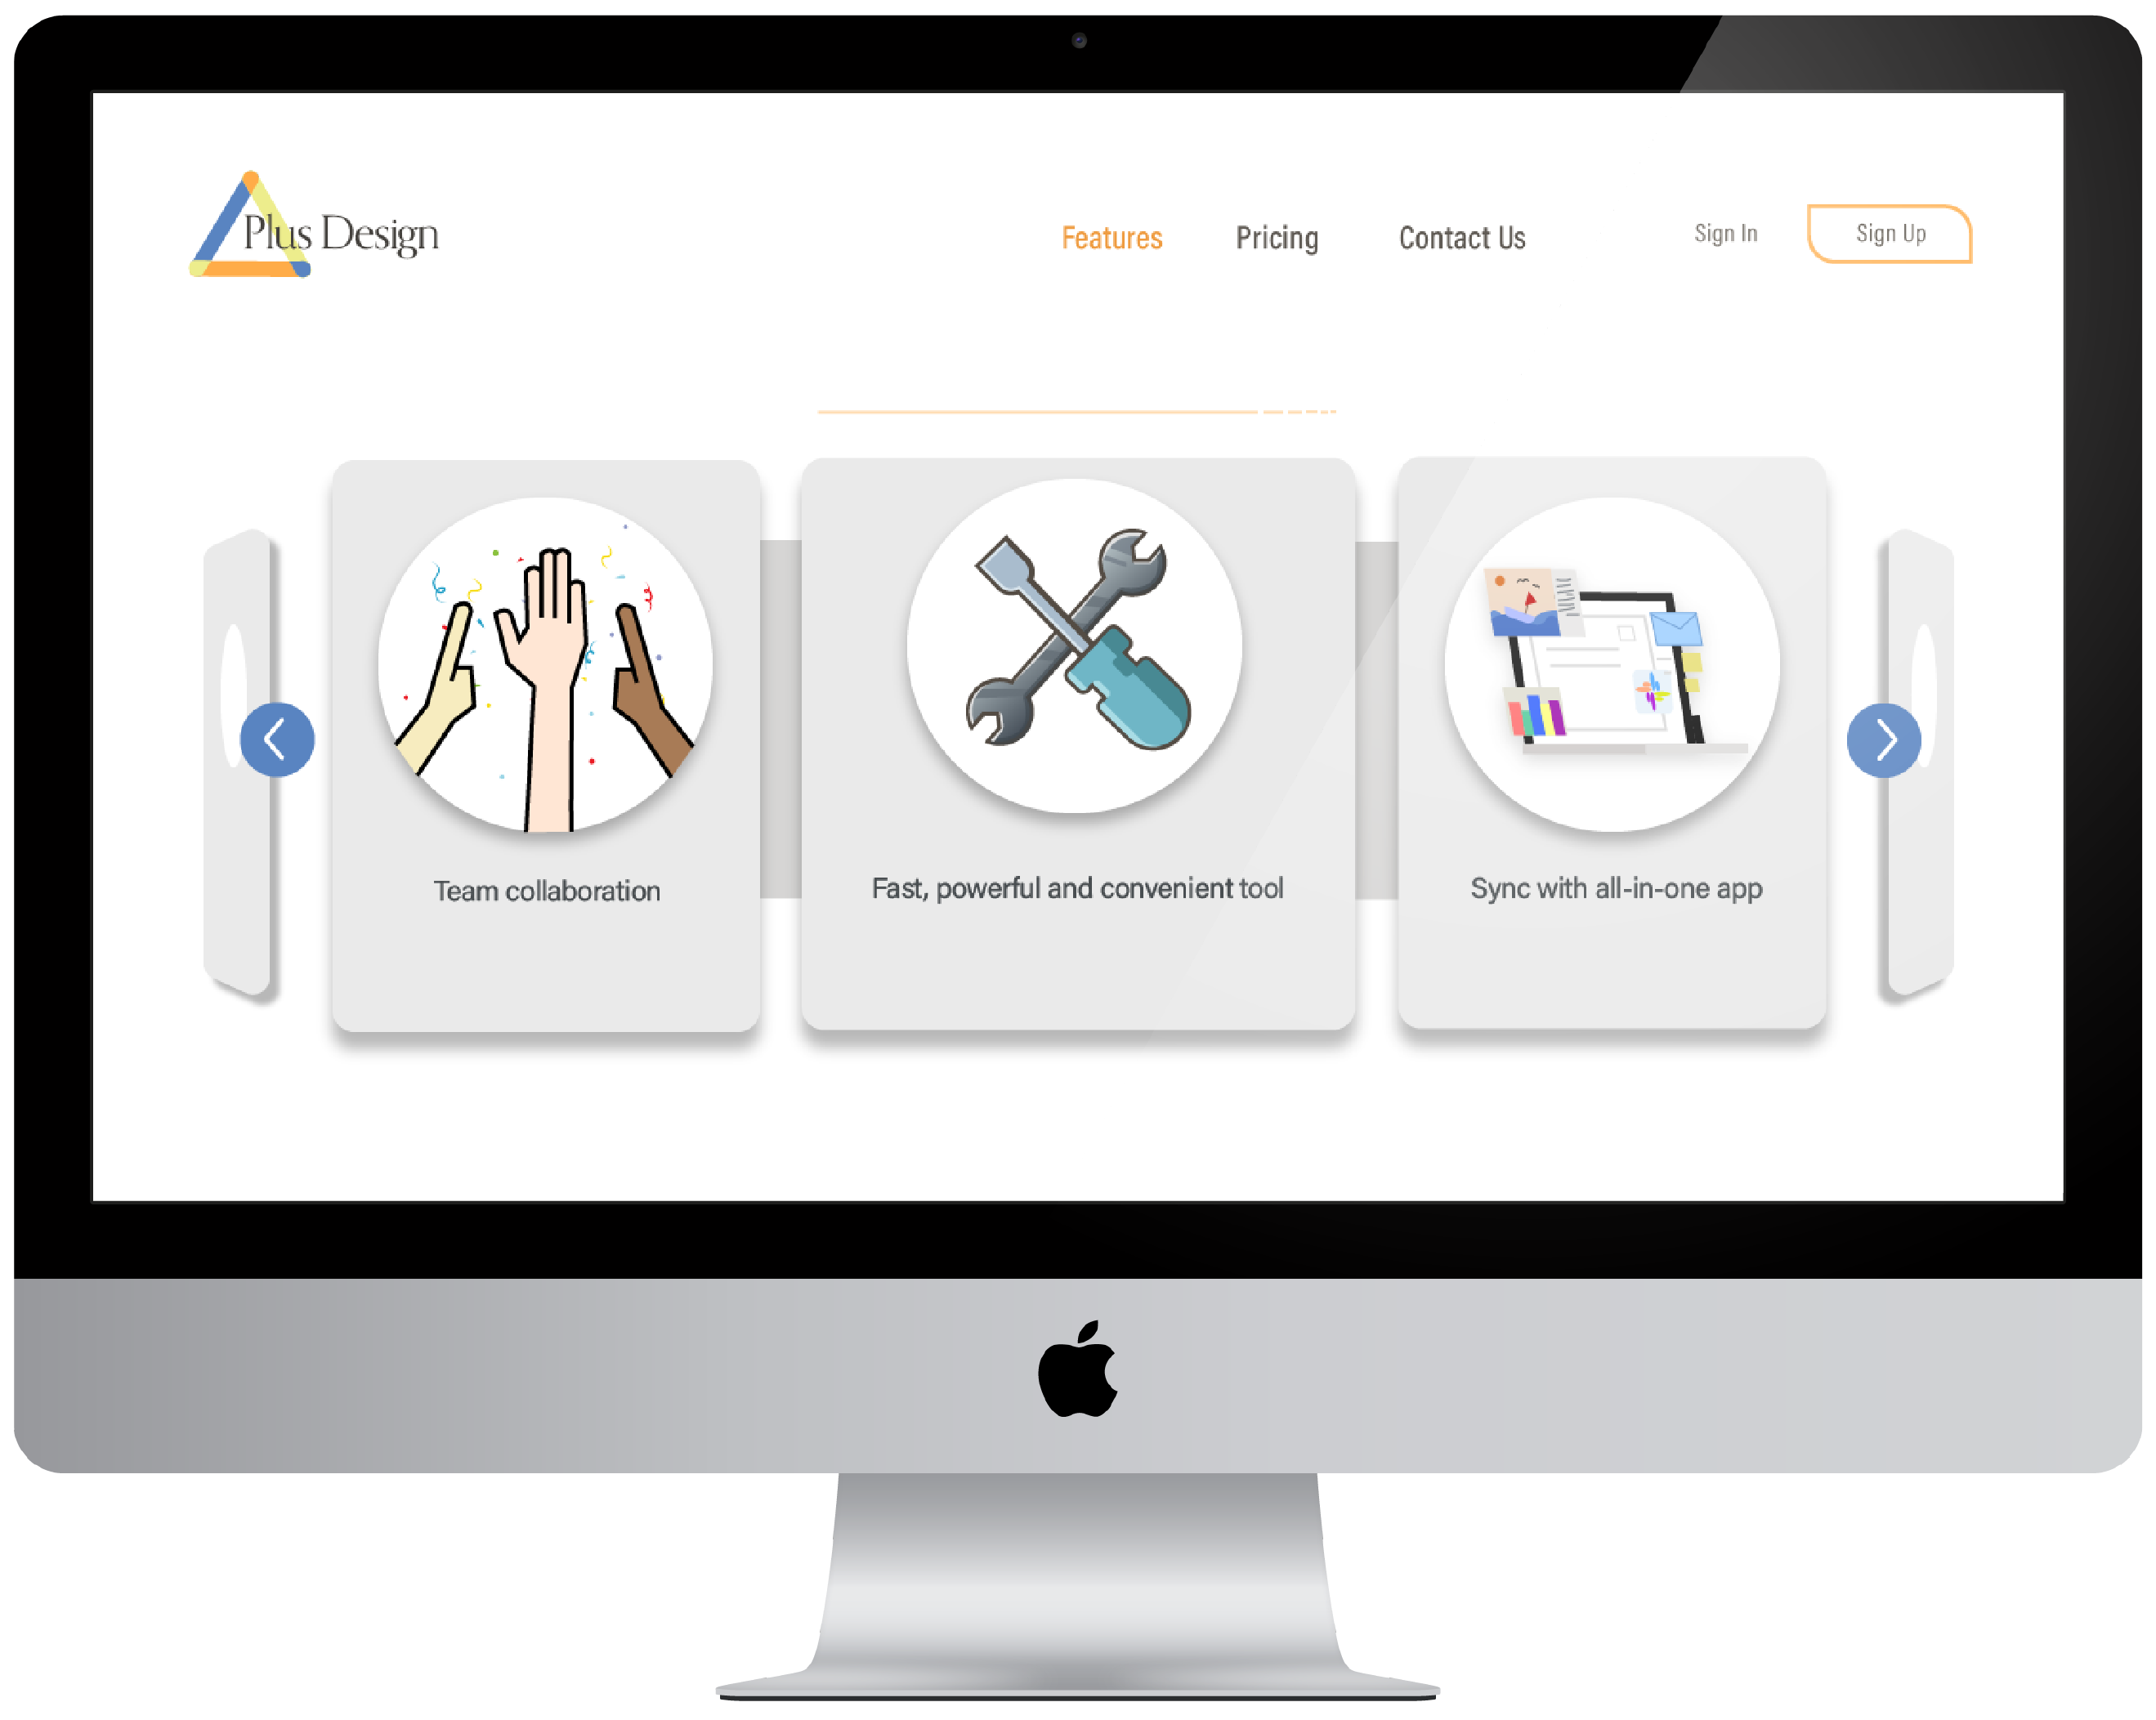 Plus Design
Features Pricing Contact Us Sign In Sign Up
Team collaboration
Fast, powerful and convenient tool
Sync with all-in-one app